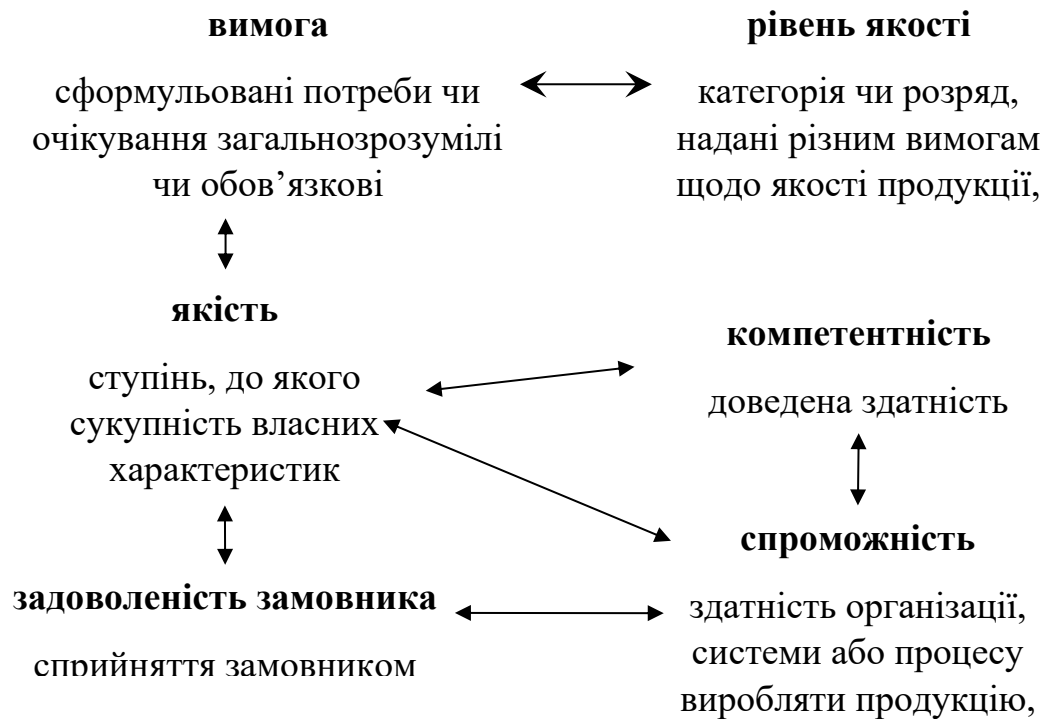 вимога
сформульовані потреби чи
очікування загальнозрозумілі
чи обов’язкові
рівень якості
категорія чи розряд,
надані різним вимогам
щодо якості продукції,
якість
ступінь, до якого
сукупність власних
характеристик
компетентність
доведена здатність
задоволеність замовника
сприйняття замовником
спроможність
здатність організації,
системи або процесу
виробляти продукцію,